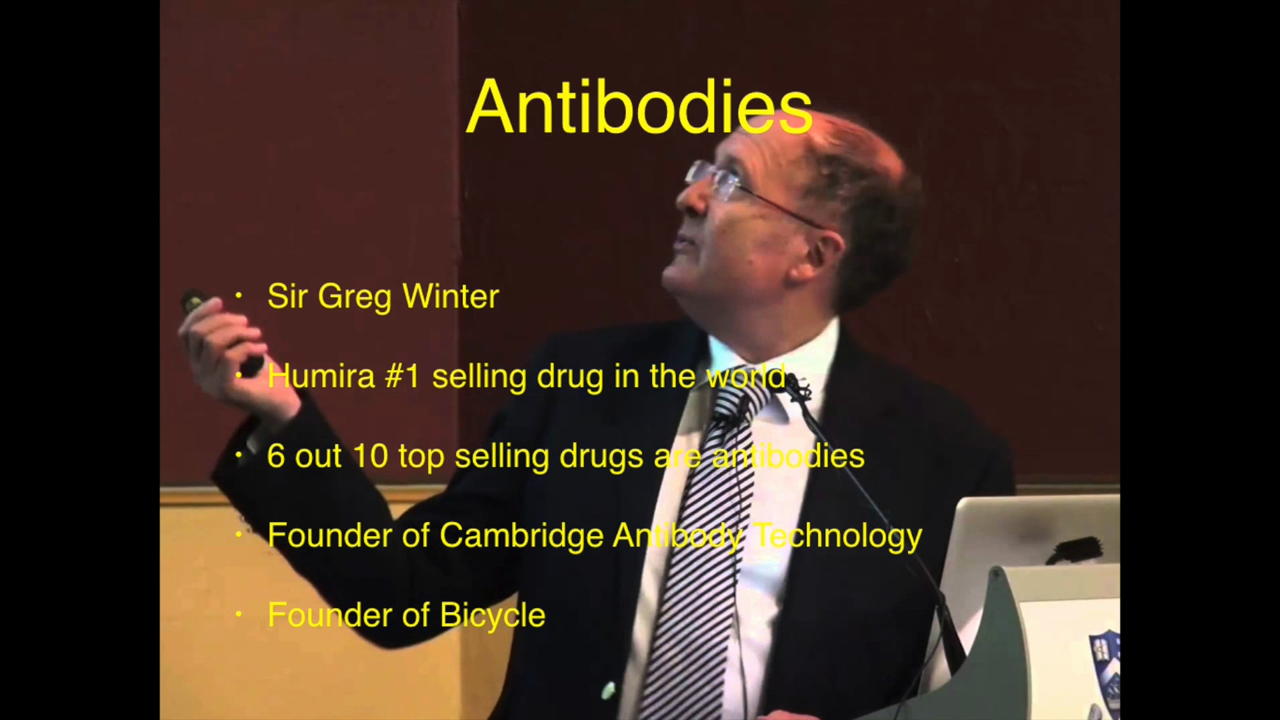 Antibodies
• Sir Greg Winter
• Humira #1 selling drug in the world
• 6 out 10 top selling drugs are antibodies
• Founder of Cambridge Antibody Technology
• Founder of Bicycle